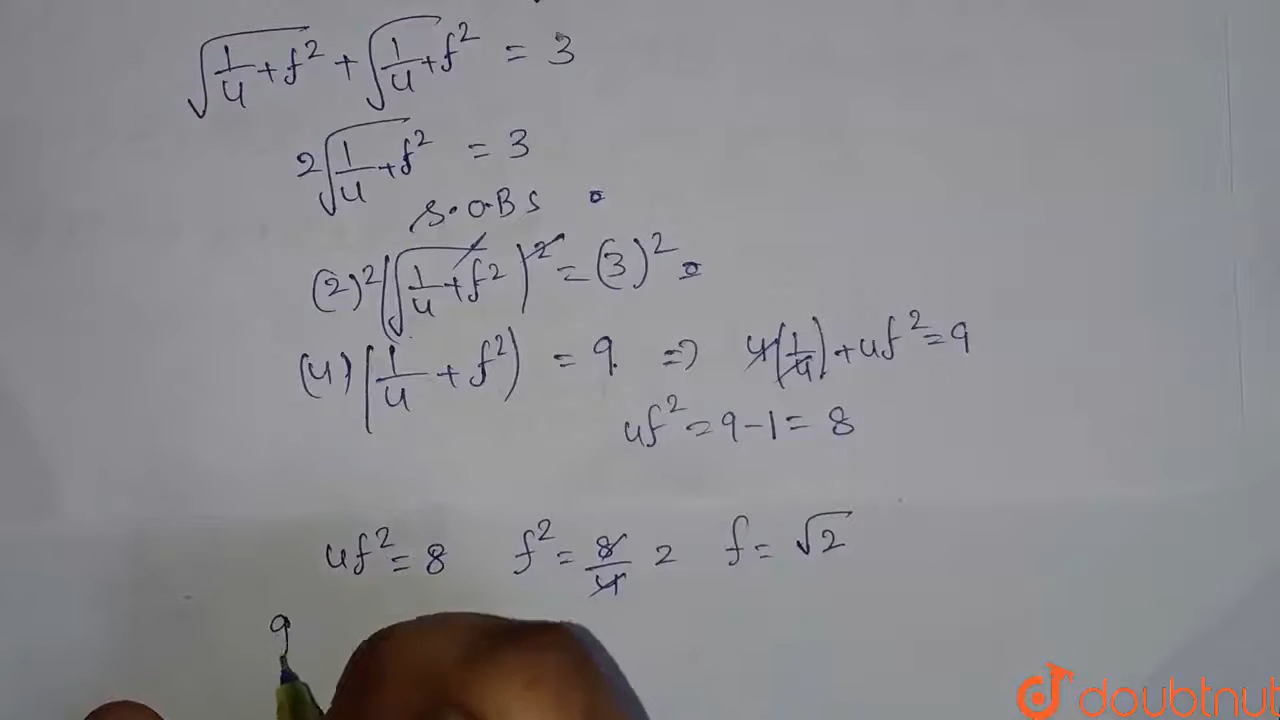 √(1/4 + f²) + √(1/4 + f²) = 3
2√(1/4 + f²) = 3
S.O.B.S
(2)² (√(1/4 + f²))² = (3)²
(4) (1/4 + f²) = 9. ⇒ 4(1/4) + 4f² = 9
4f² = 9 - 1 = 8
4f² = 8 f² = 8/4 2 f = √2
9
doubtnut